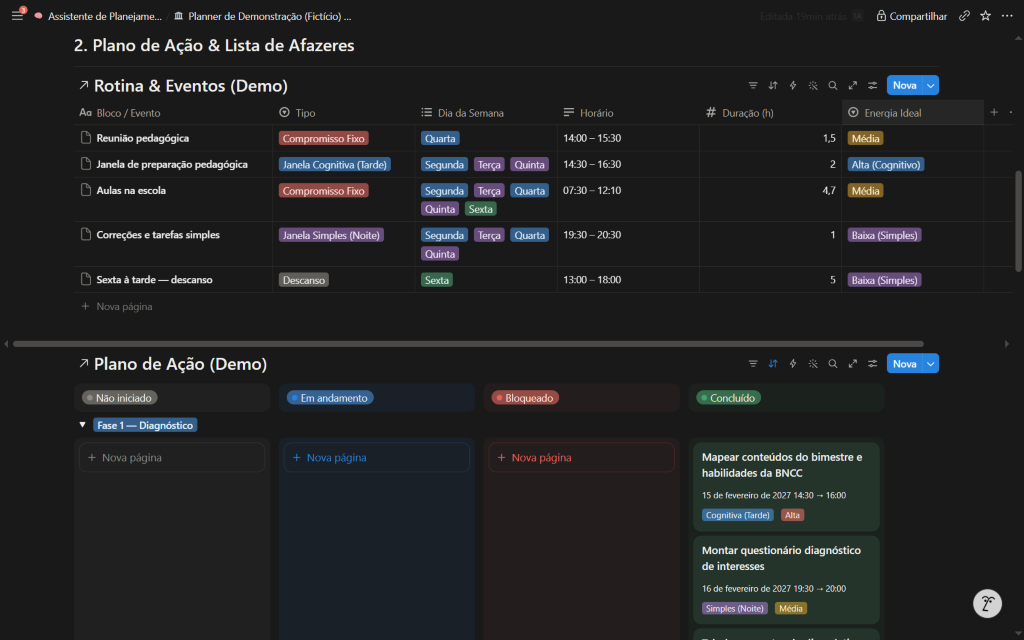 3
Assistente de Planejame... / Planner de Demonstração (Fictício) ...
Editada 19min atrás
Compartilhar
2. Plano de Ação & Lista de Afazeres
Rotina & Eventos (Demo)
Nova
Aa Bloco / Evento Tipo Dia da Semana Horário # Duração (h) Energia Ideal
Reunião pedagógica Compromisso Fixo Quarta 14:00 – 15:30 1,5 Média
Janela de preparação pedagógica Janela Cognitiva (Tarde) Segunda Terça Quinta 14:30 – 16:30 2 Alta (Cognitivo)
Aulas na escola Compromisso Fixo Segunda Terça Quarta 07:30 – 12:10 4,7 Média
Quinta Sexta
Correções e tarefas simples Janela Simples (Noite) Segunda Terça Quarta 19:30 – 20:30 1 Baixa (Simples)
Quinta
Sexta à tarde — descanso Descanso Sexta 13:00 – 18:00 5 Baixa (Simples)
+ Nova página
Plano de Ação (Demo)
Nova
Não iniciado Em andamento Bloqueado Concluído
Fase 1 — Diagnóstico
+ Nova página + Nova página + Nova página
Mapear conteúdos do bimestre e
habilidades da BNCC
15 de fevereiro de 2027 14:30 → 16:00
Cognitiva (Tarde) Alta
Montar questionário diagnóstico
de interesses
16 de fevereiro de 2027 19:30 → 20:00
Simples (Noite) Média